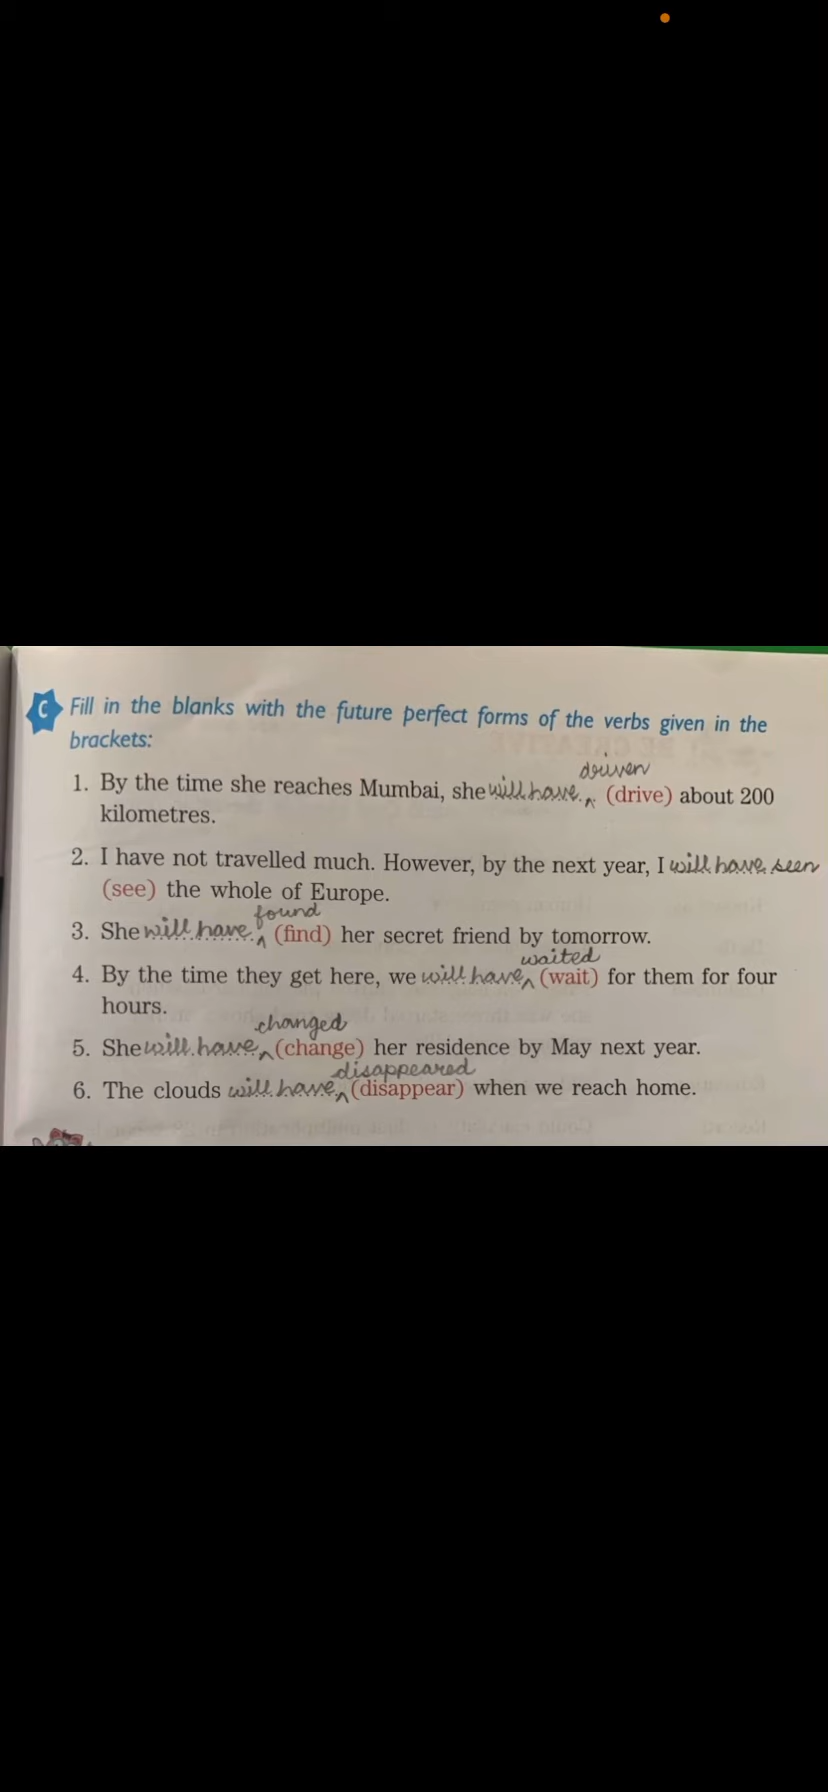 C Fill in the blanks with the future perfect forms of the verbs given in the
brackets:
driven
1. By the time she reaches Mumbai, she will have ^ (drive) about 200
kilometres.
2. I have not travelled much. However, by the next year, I will have seen
(see) the whole of Europe.
found
3. She will have ^ (find) her secret friend by tomorrow.
waited
4. By the time they get here, we will have ^ (wait) for them for four
hours.
changed
5. She will have ^ (change) her residence by May next year.
disappeared
6. The clouds will have ^ (disappear) when we reach home.